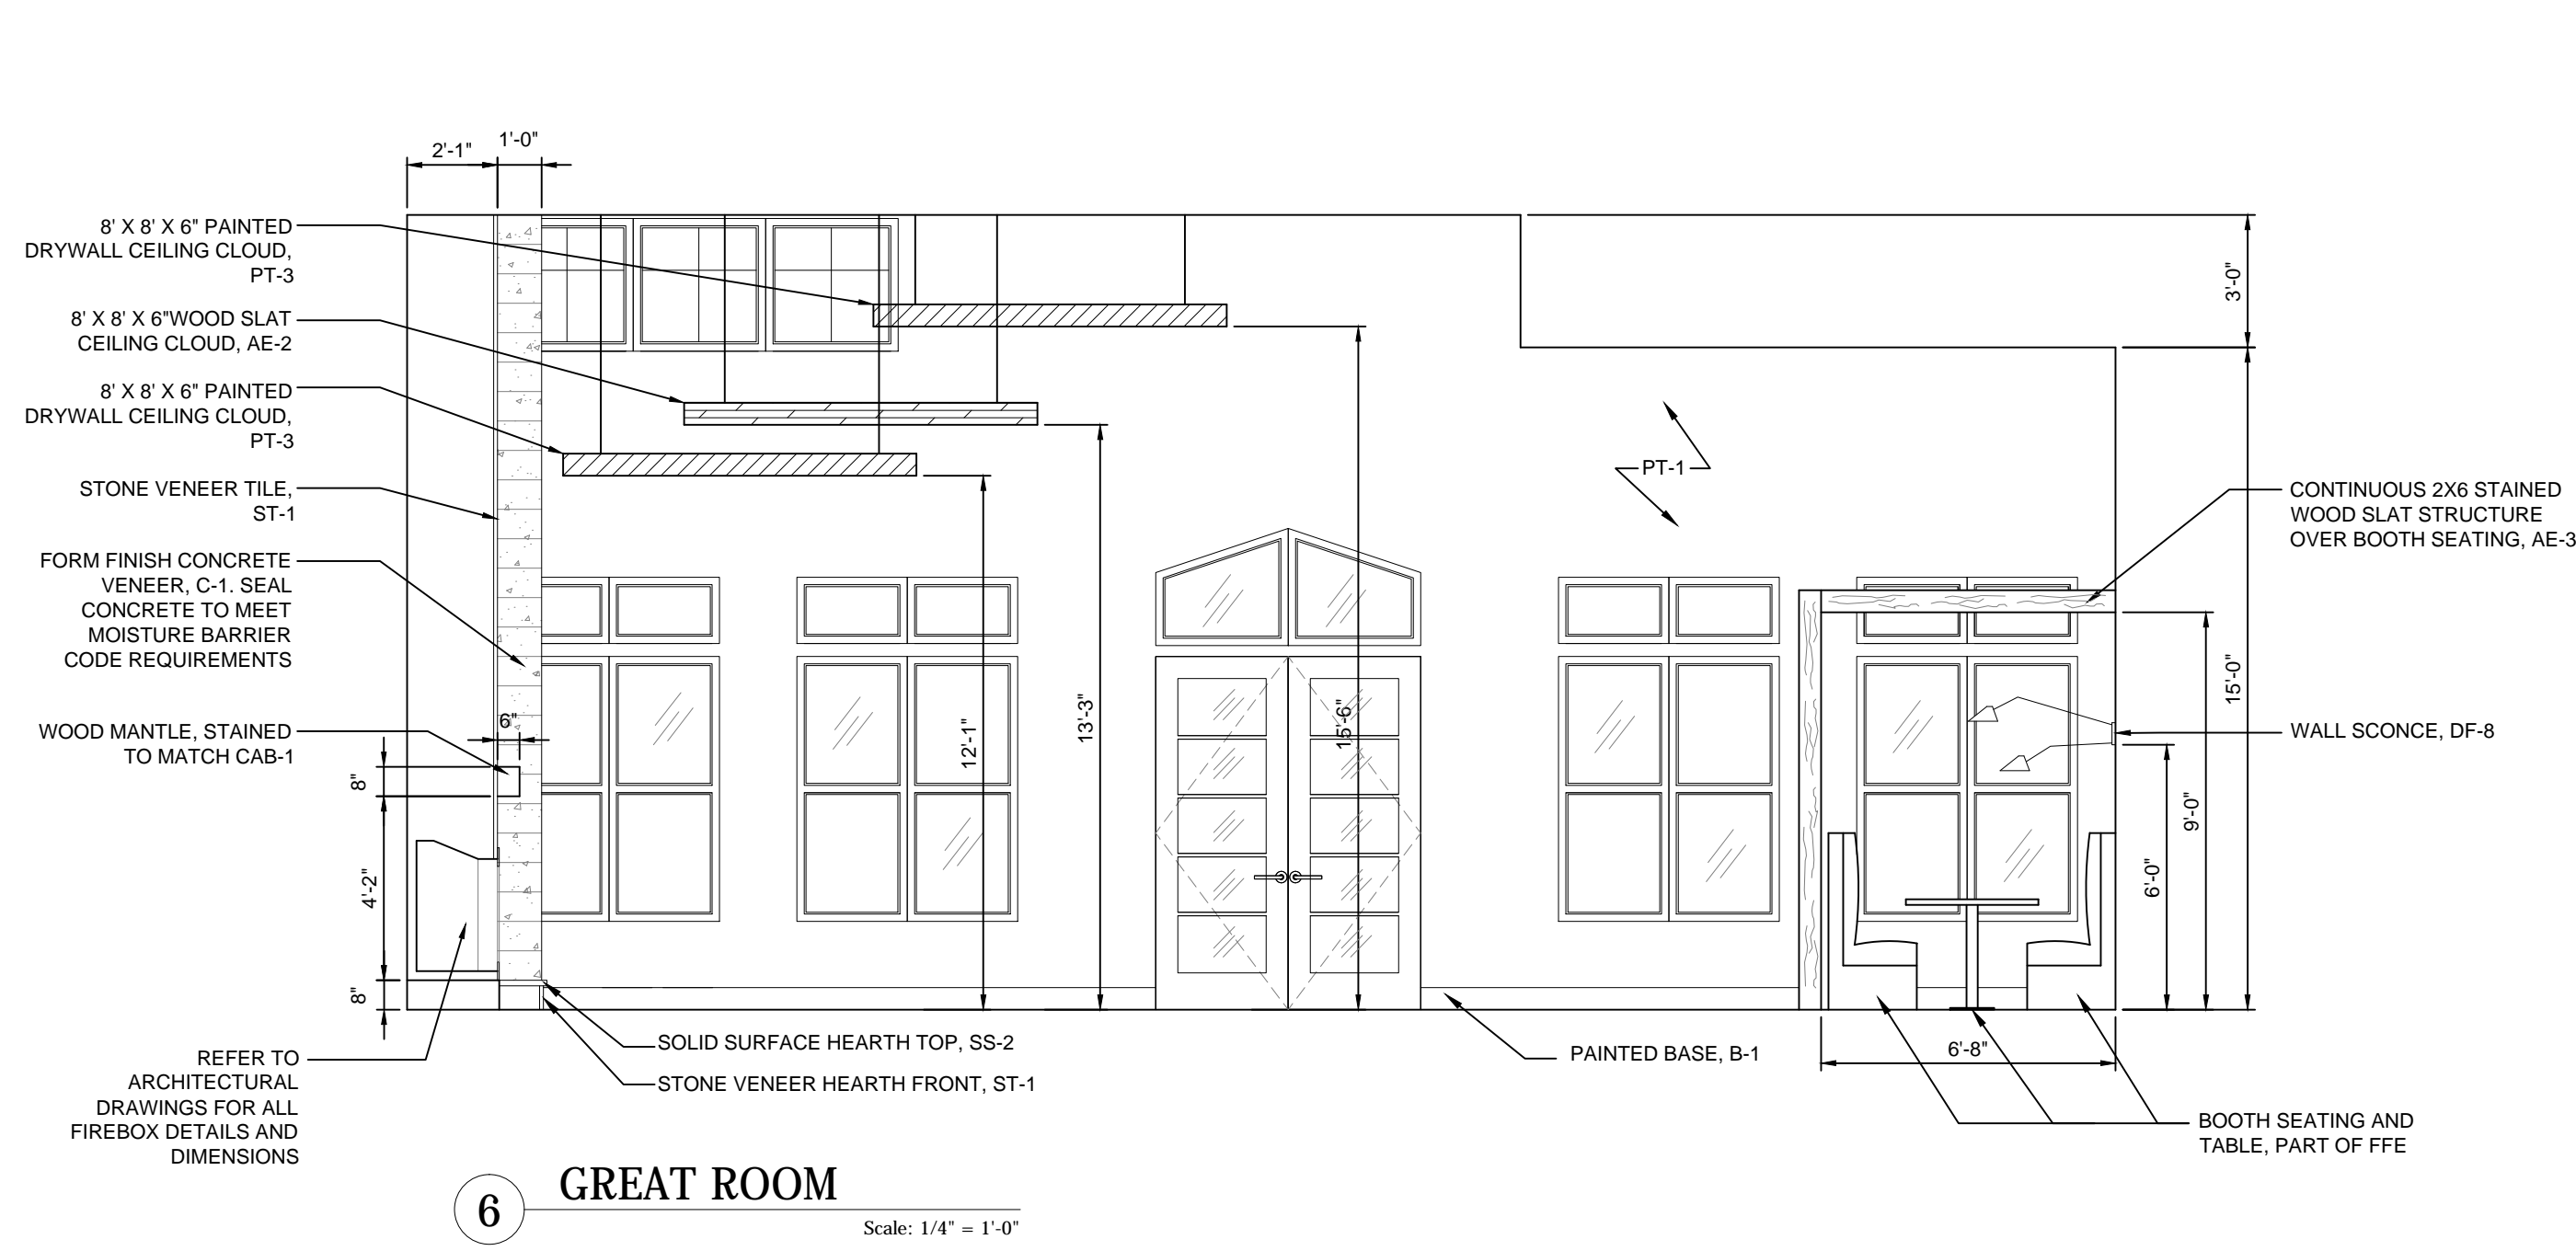 2'-1"
1'-0"
8' X 8' X 6" PAINTED
DRYWALL CEILING CLOUD,
PT-3
8' X 8' X 6"WOOD SLAT
CEILING CLOUD, AE-2
8' X 8' X 6" PAINTED
DRYWALL CEILING CLOUD,
PT-3
STONE VENEER TILE,
ST-1
FORM FINISH CONCRETE
VENEER, C-1. SEAL
CONCRETE TO MEET
MOISTURE BARRIER
CODE REQUIREMENTS
WOOD MANTLE, STAINED
TO MATCH CAB-1
6"
8"
4'-2"
8"
REFER TO
ARCHITECTURAL
DRAWINGS FOR ALL
FIREBOX DETAILS AND
DIMENSIONS
SOLID SURFACE HEARTH TOP, SS-2
STONE VENEER HEARTH FRONT, ST-1
12'-1"
13'-3"
15'-6"
PT-1
3'-0"
CONTINUOUS 2X6 STAINED
WOOD SLAT STRUCTURE
OVER BOOTH SEATING, AE-3
15'-0"
WALL SCONCE, DF-8
9'-0"
6'-0"
6'-8"
PAINTED BASE, B-1
BOOTH SEATING AND
TABLE, PART OF FFE
6
GREAT ROOM
Scale: 1/4" = 1'-0"